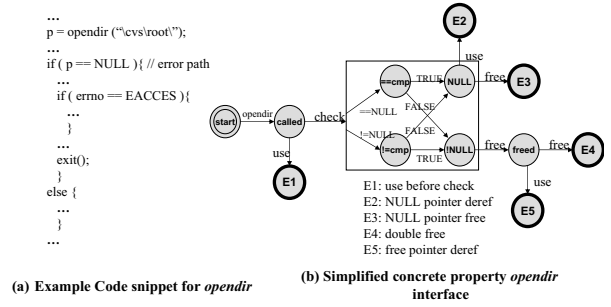 (a)
...
p = opendir ("\cvs\root\");
...
if ( p == NULL ){ // error path
...
if ( errno == EACCES ){
...
}
...
exit();
}
else {
...
}
...
(a) Example Code snippet for opendir
(b)
E2
use
==cmp
TRUE
NULL
free
E3
start
opendir
called
check
==NULL
!=NULL
FALSE
FALSE
!=cmp
TRUE
!NULL
free
freed
free
E4
use
E1
use
E5
E1: use before check
E2: NULL pointer deref
E3: NULL pointer free
E4: double free
E5: free pointer deref
(b) Simplified concrete property opendir
interface